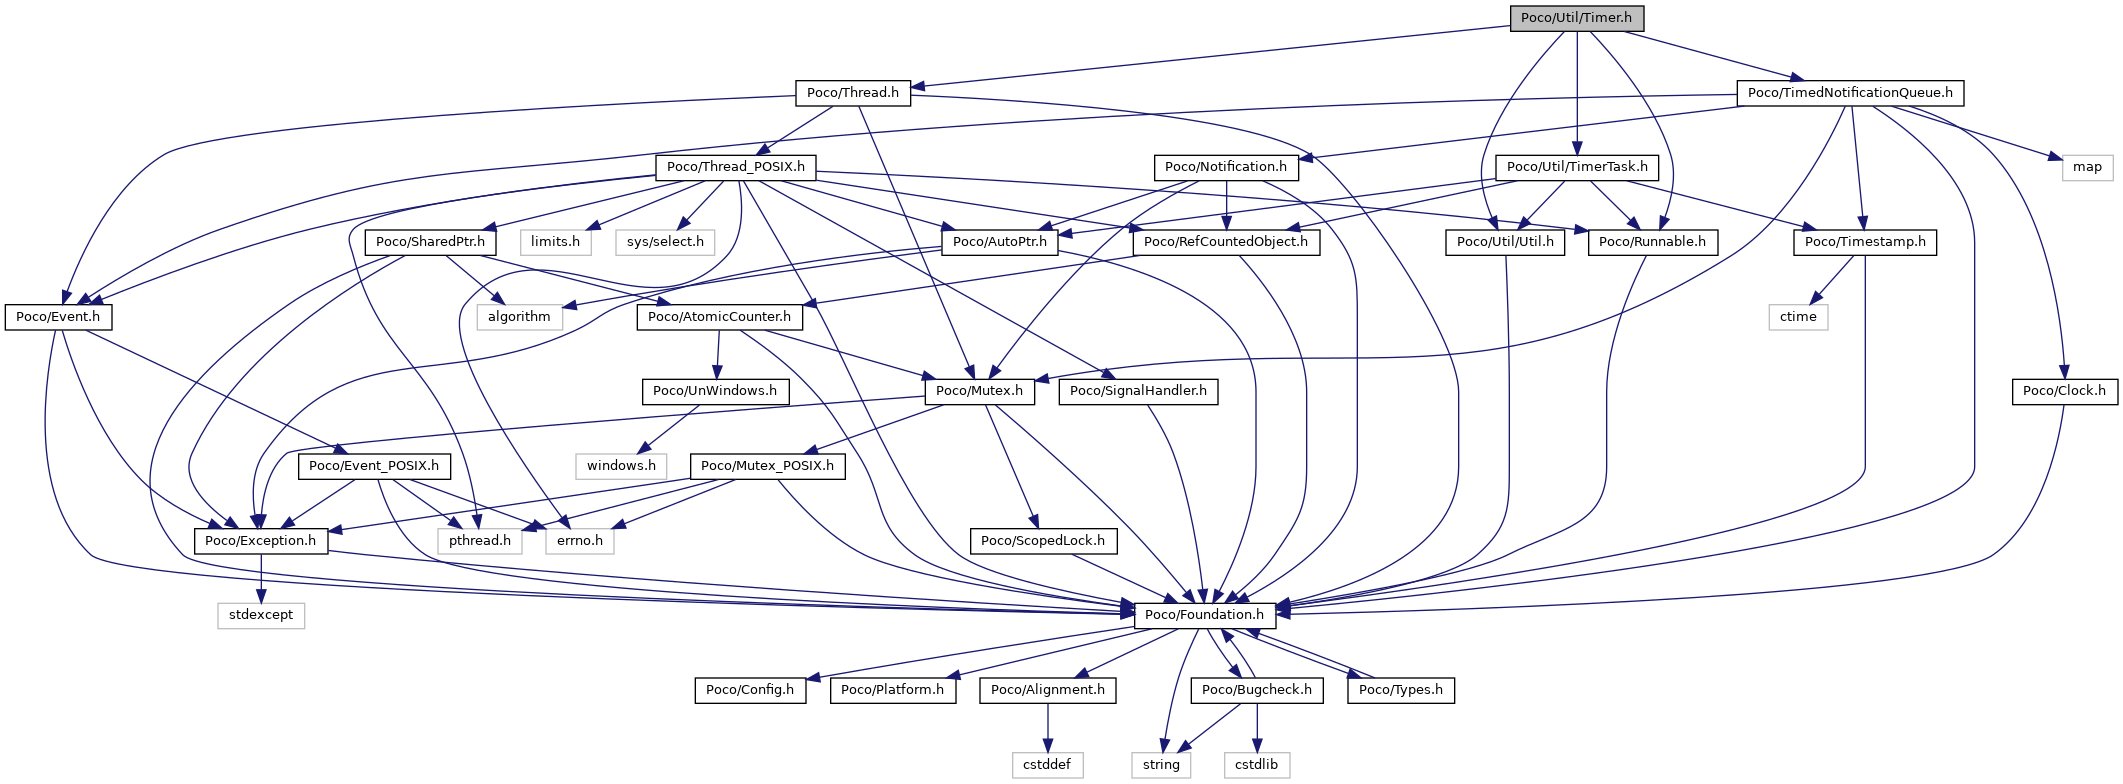 Poco/Util/Timer.h
Poco/Thread.h
Poco/TimedNotificationQueue.h
Poco/Thread_POSIX.h
Poco/Notification.h
Poco/Util/TimerTask.h
map
Poco/SharedPtr.h
limits.h
sys/select.h
Poco/AutoPtr.h
Poco/RefCountedObject.h
Poco/Util/Util.h
Poco/Runnable.h
Poco/Timestamp.h
Poco/Event.h
algorithm
Poco/AtomicCounter.h
ctime
Poco/UnWindows.h
Poco/Mutex.h
Poco/SignalHandler.h
Poco/Clock.h
Poco/Event_POSIX.h
windows.h
Poco/Mutex_POSIX.h
Poco/Exception.h
pthread.h
errno.h
Poco/ScopedLock.h
stdexcept
Poco/Foundation.h
Poco/Config.h
Poco/Platform.h
Poco/Alignment.h
Poco/Bugcheck.h
Poco/Types.h
cstddef
string
cstdlib